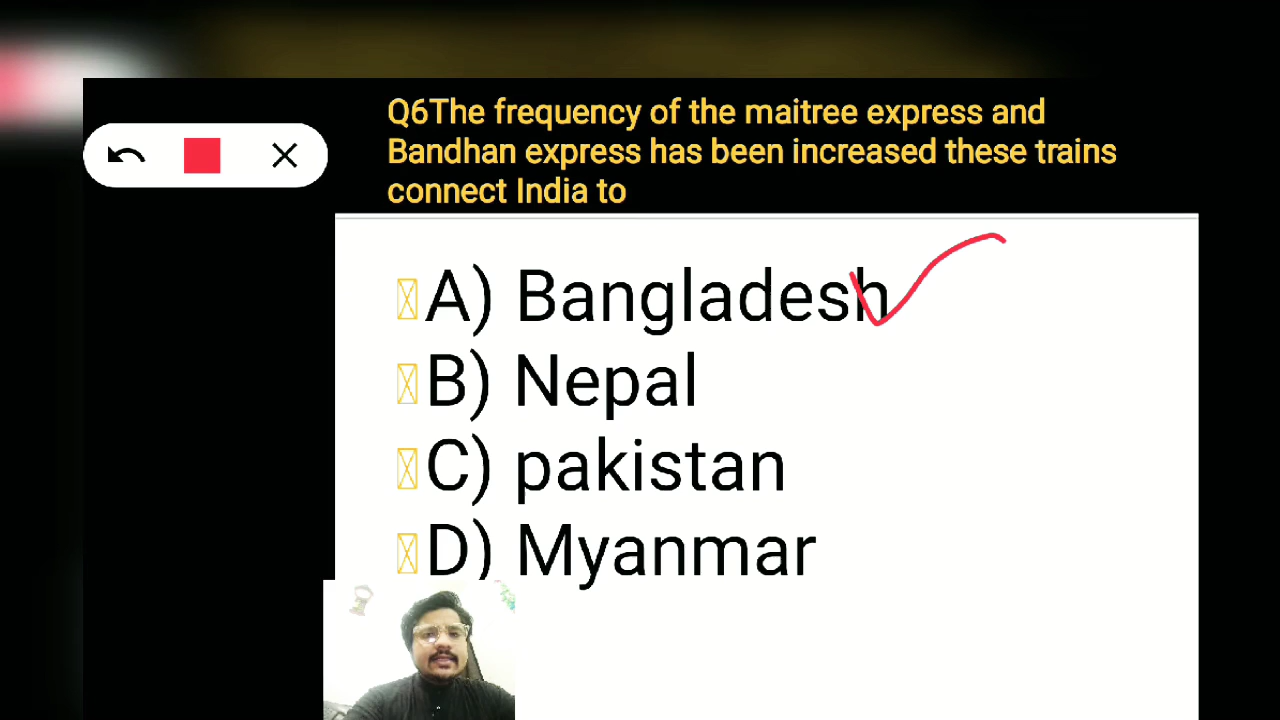 Q6The frequency of the maitree express and
Bandhan express has been increased these trains
connect India to
A) Bangladesh
B) Nepal
C) pakistan
D) Myanmar